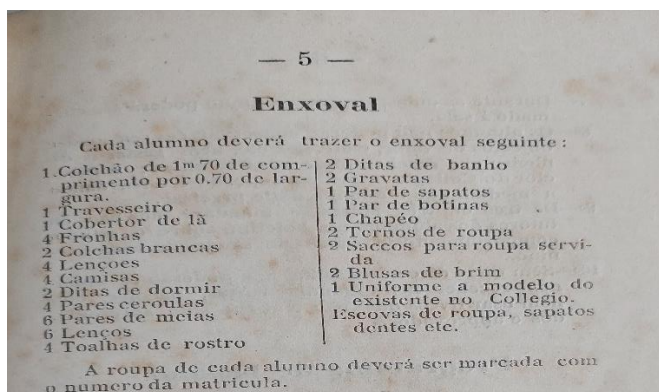 — 5 —
Enxoval
Cada alumno deverá trazer o enxoval seguinte :
1 Colchão de 1m 70 de com-
primento por 0.70 de lar-
gura.
1 Travesseiro
1 Cobertor de lã
4 Fronhas
2 Colchas brancas
4 Lençoes
4 Camisas
2 Ditas de dormir
4 Pares ceroulas
6 Pares de meias
6 Lenços
4 Toalhas de rostro
2 Ditas de banho
2 Gravatas
1 Par de sapatos
1 Par de botinas
1 Chapéo
2 Ternos de roupa
2 Saccos para roupa servi-
da
2 Blusas de brim
1 Uniforme a modelo do
existente no Collegio.
Escovas de roupa, sapatos
dentes etc.
A roupa de cada alumno deverá ser marcada com
o numero da matricula.